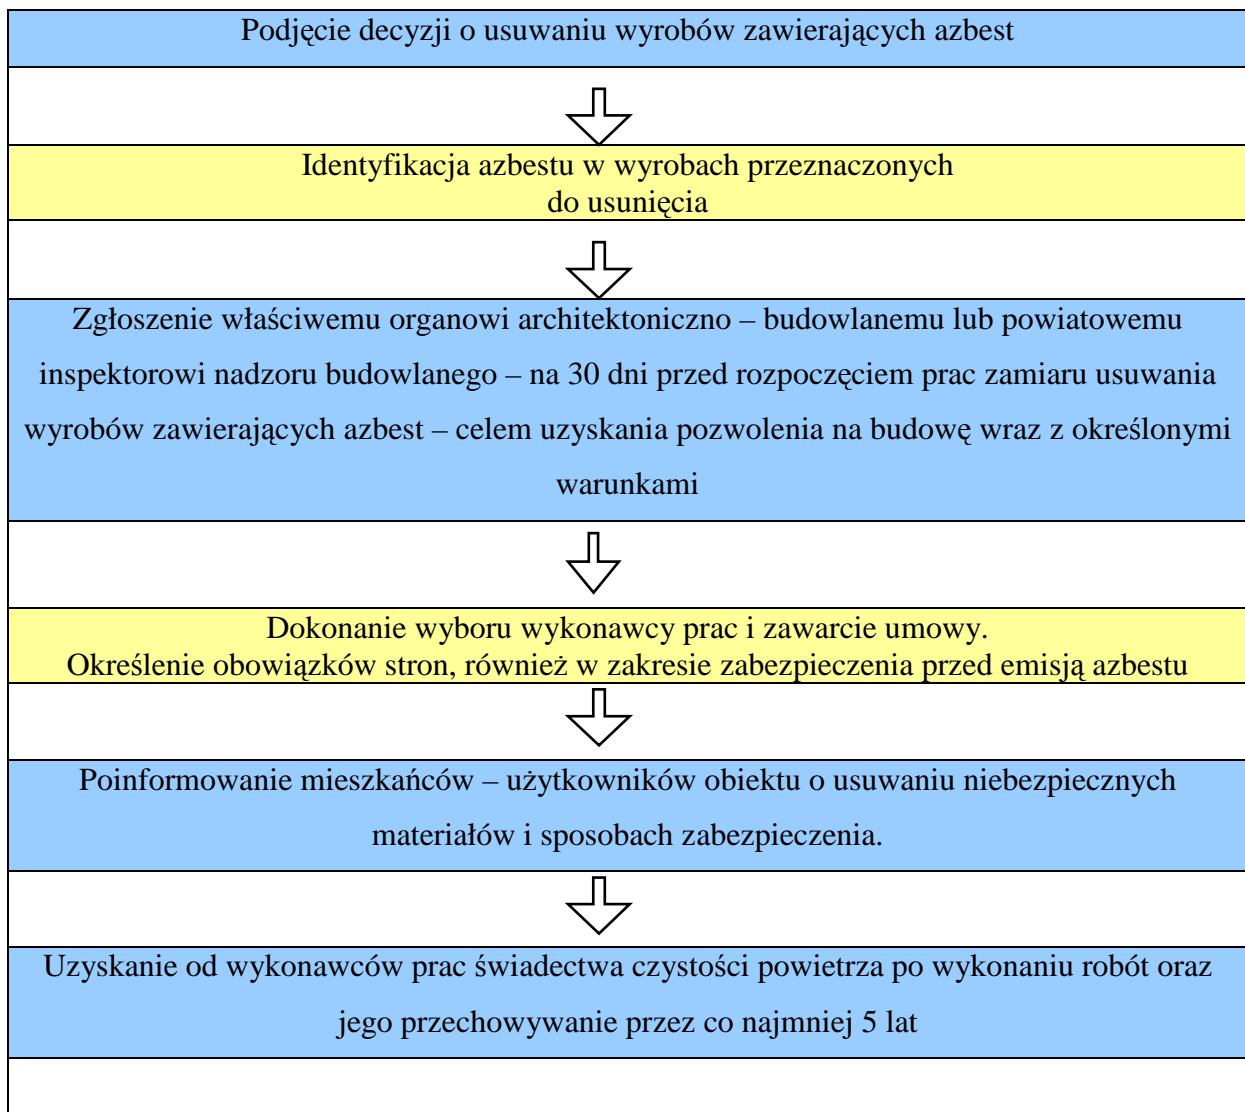 Podjęcie decyzji o usuwaniu wyrobów zawierających azbest
Identyfikacja azbestu w wyrobach przeznaczonych
do usunięcia
Zgłoszenie właściwemu organowi architektoniczno – budowlanemu lub powiatowemu
inspektorowi nadzoru budowlanego – na 30 dni przed rozpoczęciem prac zamiaru usuwania
wyrobów zawierających azbest – celem uzyskania pozwolenia na budowę wraz z określonymi
warunkami
Dokonanie wyboru wykonawcy prac i zawarcie umowy.
Określenie obowiązków stron, również w zakresie zabezpieczenia przed emisją azbestu
Poinformowanie mieszkańców – użytkowników obiektu o usuwaniu niebezpiecznych
materiałów i sposobach zabezpieczenia.
Uzyskanie od wykonawców prac świadectwa czystości powietrza po wykonaniu robót oraz
jego przechowywanie przez co najmniej 5 lat